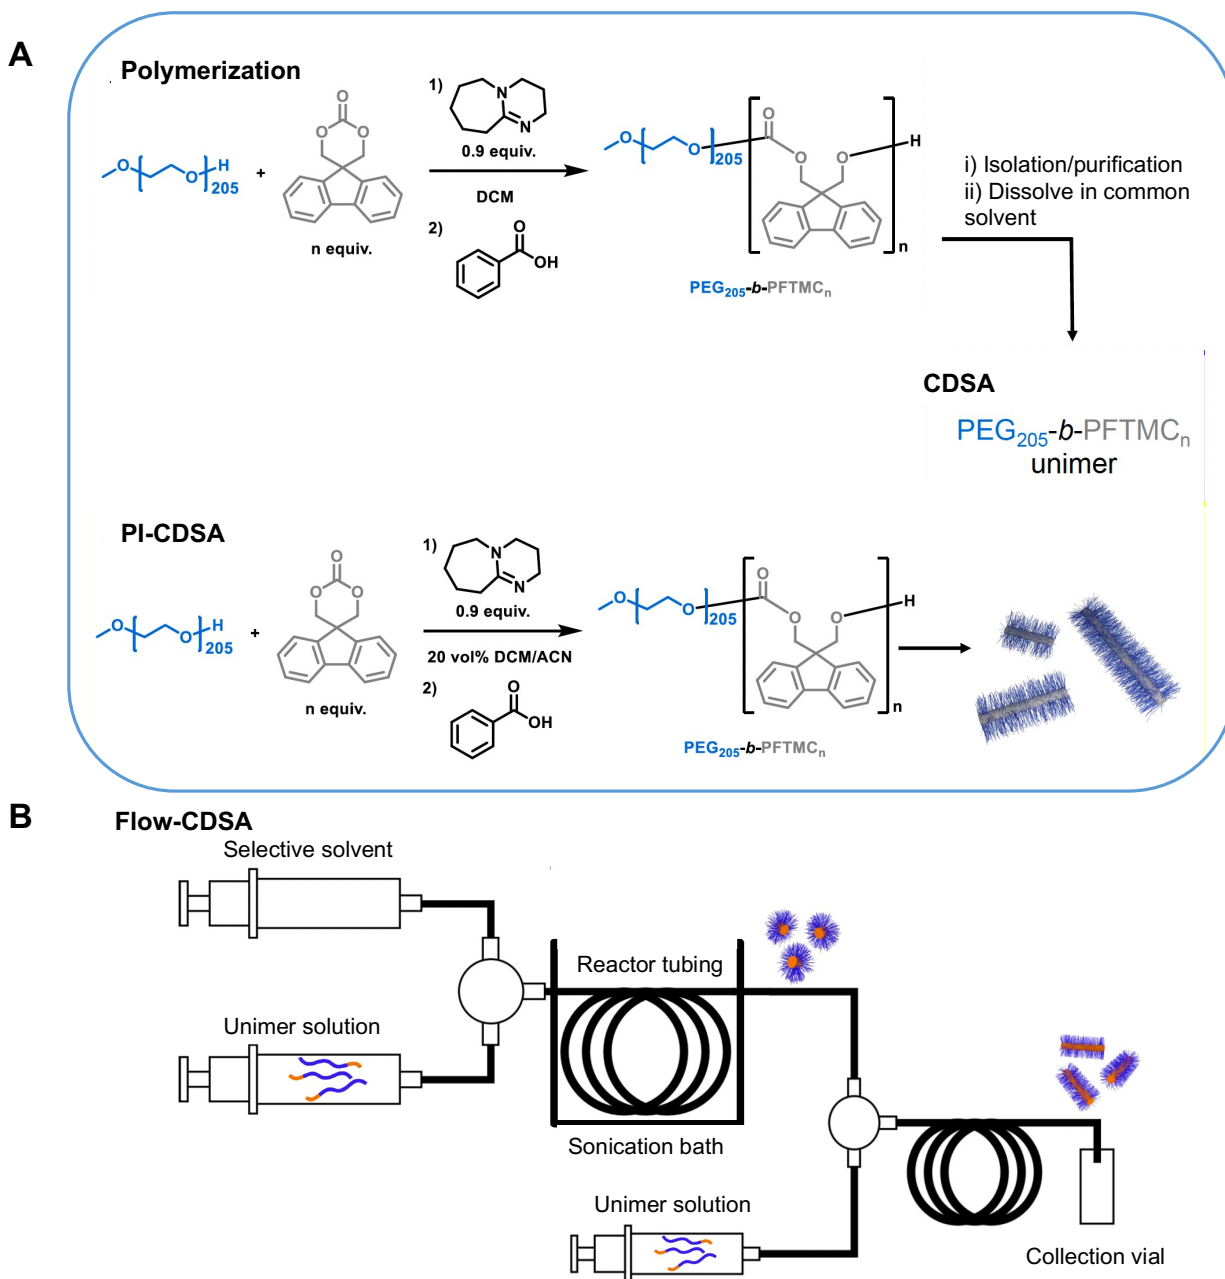 A
Polymerization
1)
N
N
0.9 equiv.
DCM
2)
O
OH
O
O
H
205
+
O
O
O
n equiv.
O
O
205
O
O
O
H
n
PEG205-b-PFTMCn
i) Isolation/purification
ii) Dissolve in common
solvent
CDSA
PEG205-b-PFTMCn
unimer
PI-CDSA
1)
N
N
0.9 equiv.
20 vol% DCM/ACN
2)
O
OH
O
O
H
205
+
O
O
O
n equiv.
O
O
205
O
O
O
H
n
PEG205-b-PFTMCn
B
Flow-CDSA
Selective solvent
Reactor tubing
Unimer solution
Sonication bath
Unimer solution
Collection vial